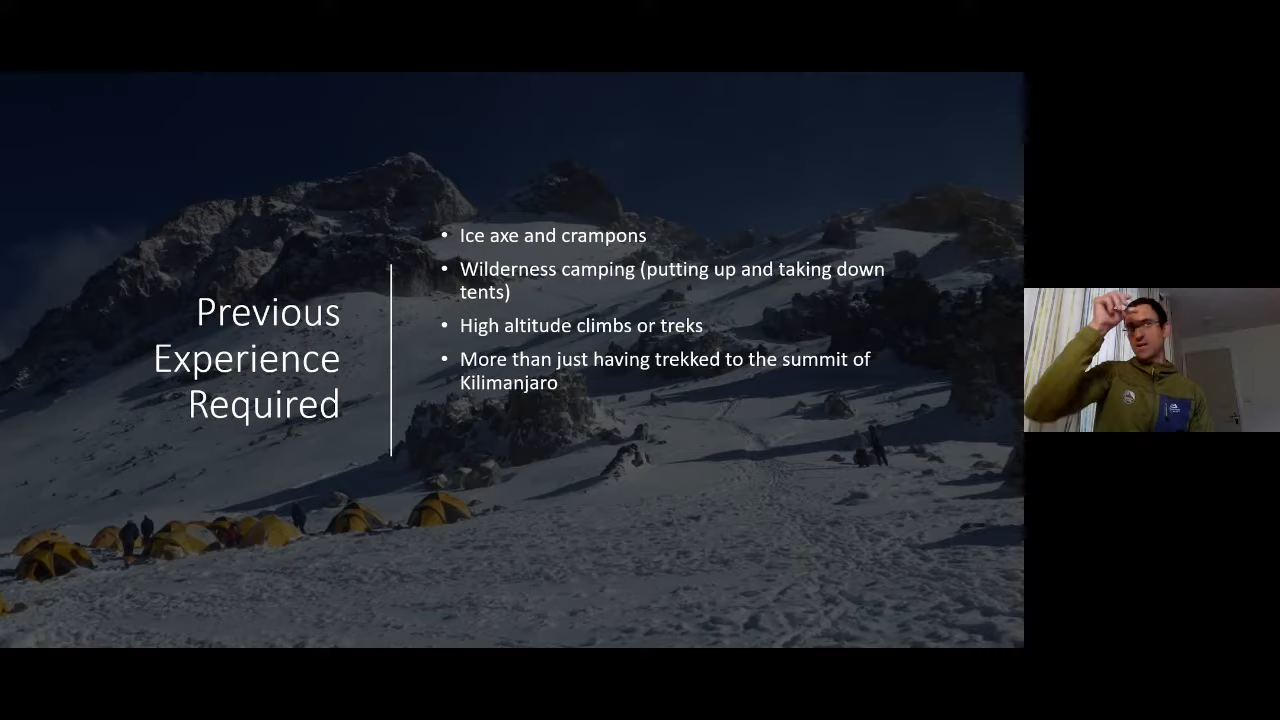 Previous
Experience
Required
• Ice axe and crampons
• Wilderness camping (putting up and taking down
tents)
• High altitude climbs or treks
• More than just having trekked to the summit of
Kilimanjaro